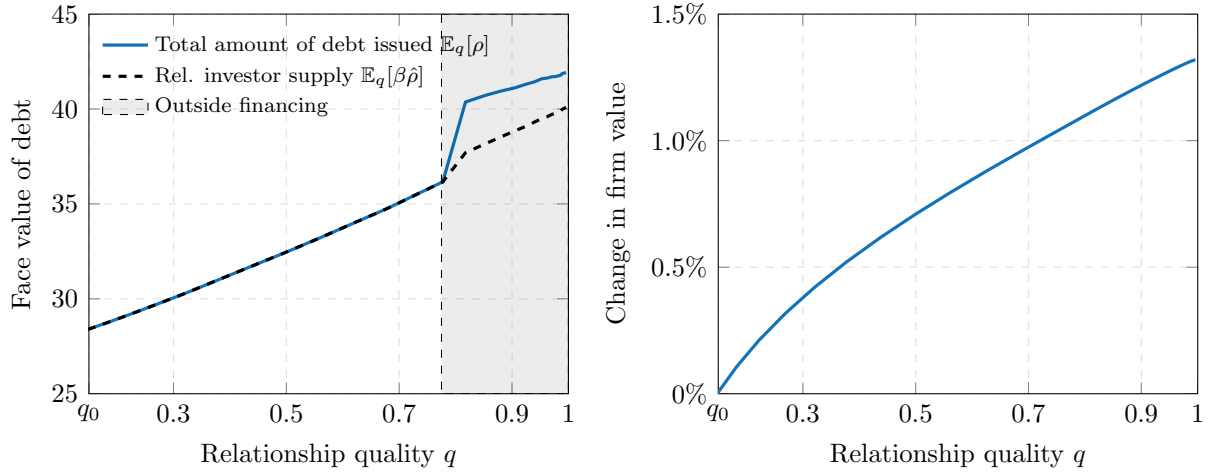 45
40
35
30
25
Face value of debt
Total amount of debt issued 𝔼_q[ρ]
Rel. investor supply 𝔼_q[βρ̂]
Outside financing
q₀ 0.3 0.5 0.7 0.9 1
Relationship quality q
1.5%
1.0%
0.5%
0%
Change in firm value
q₀ 0.3 0.5 0.7 0.9 1
Relationship quality q